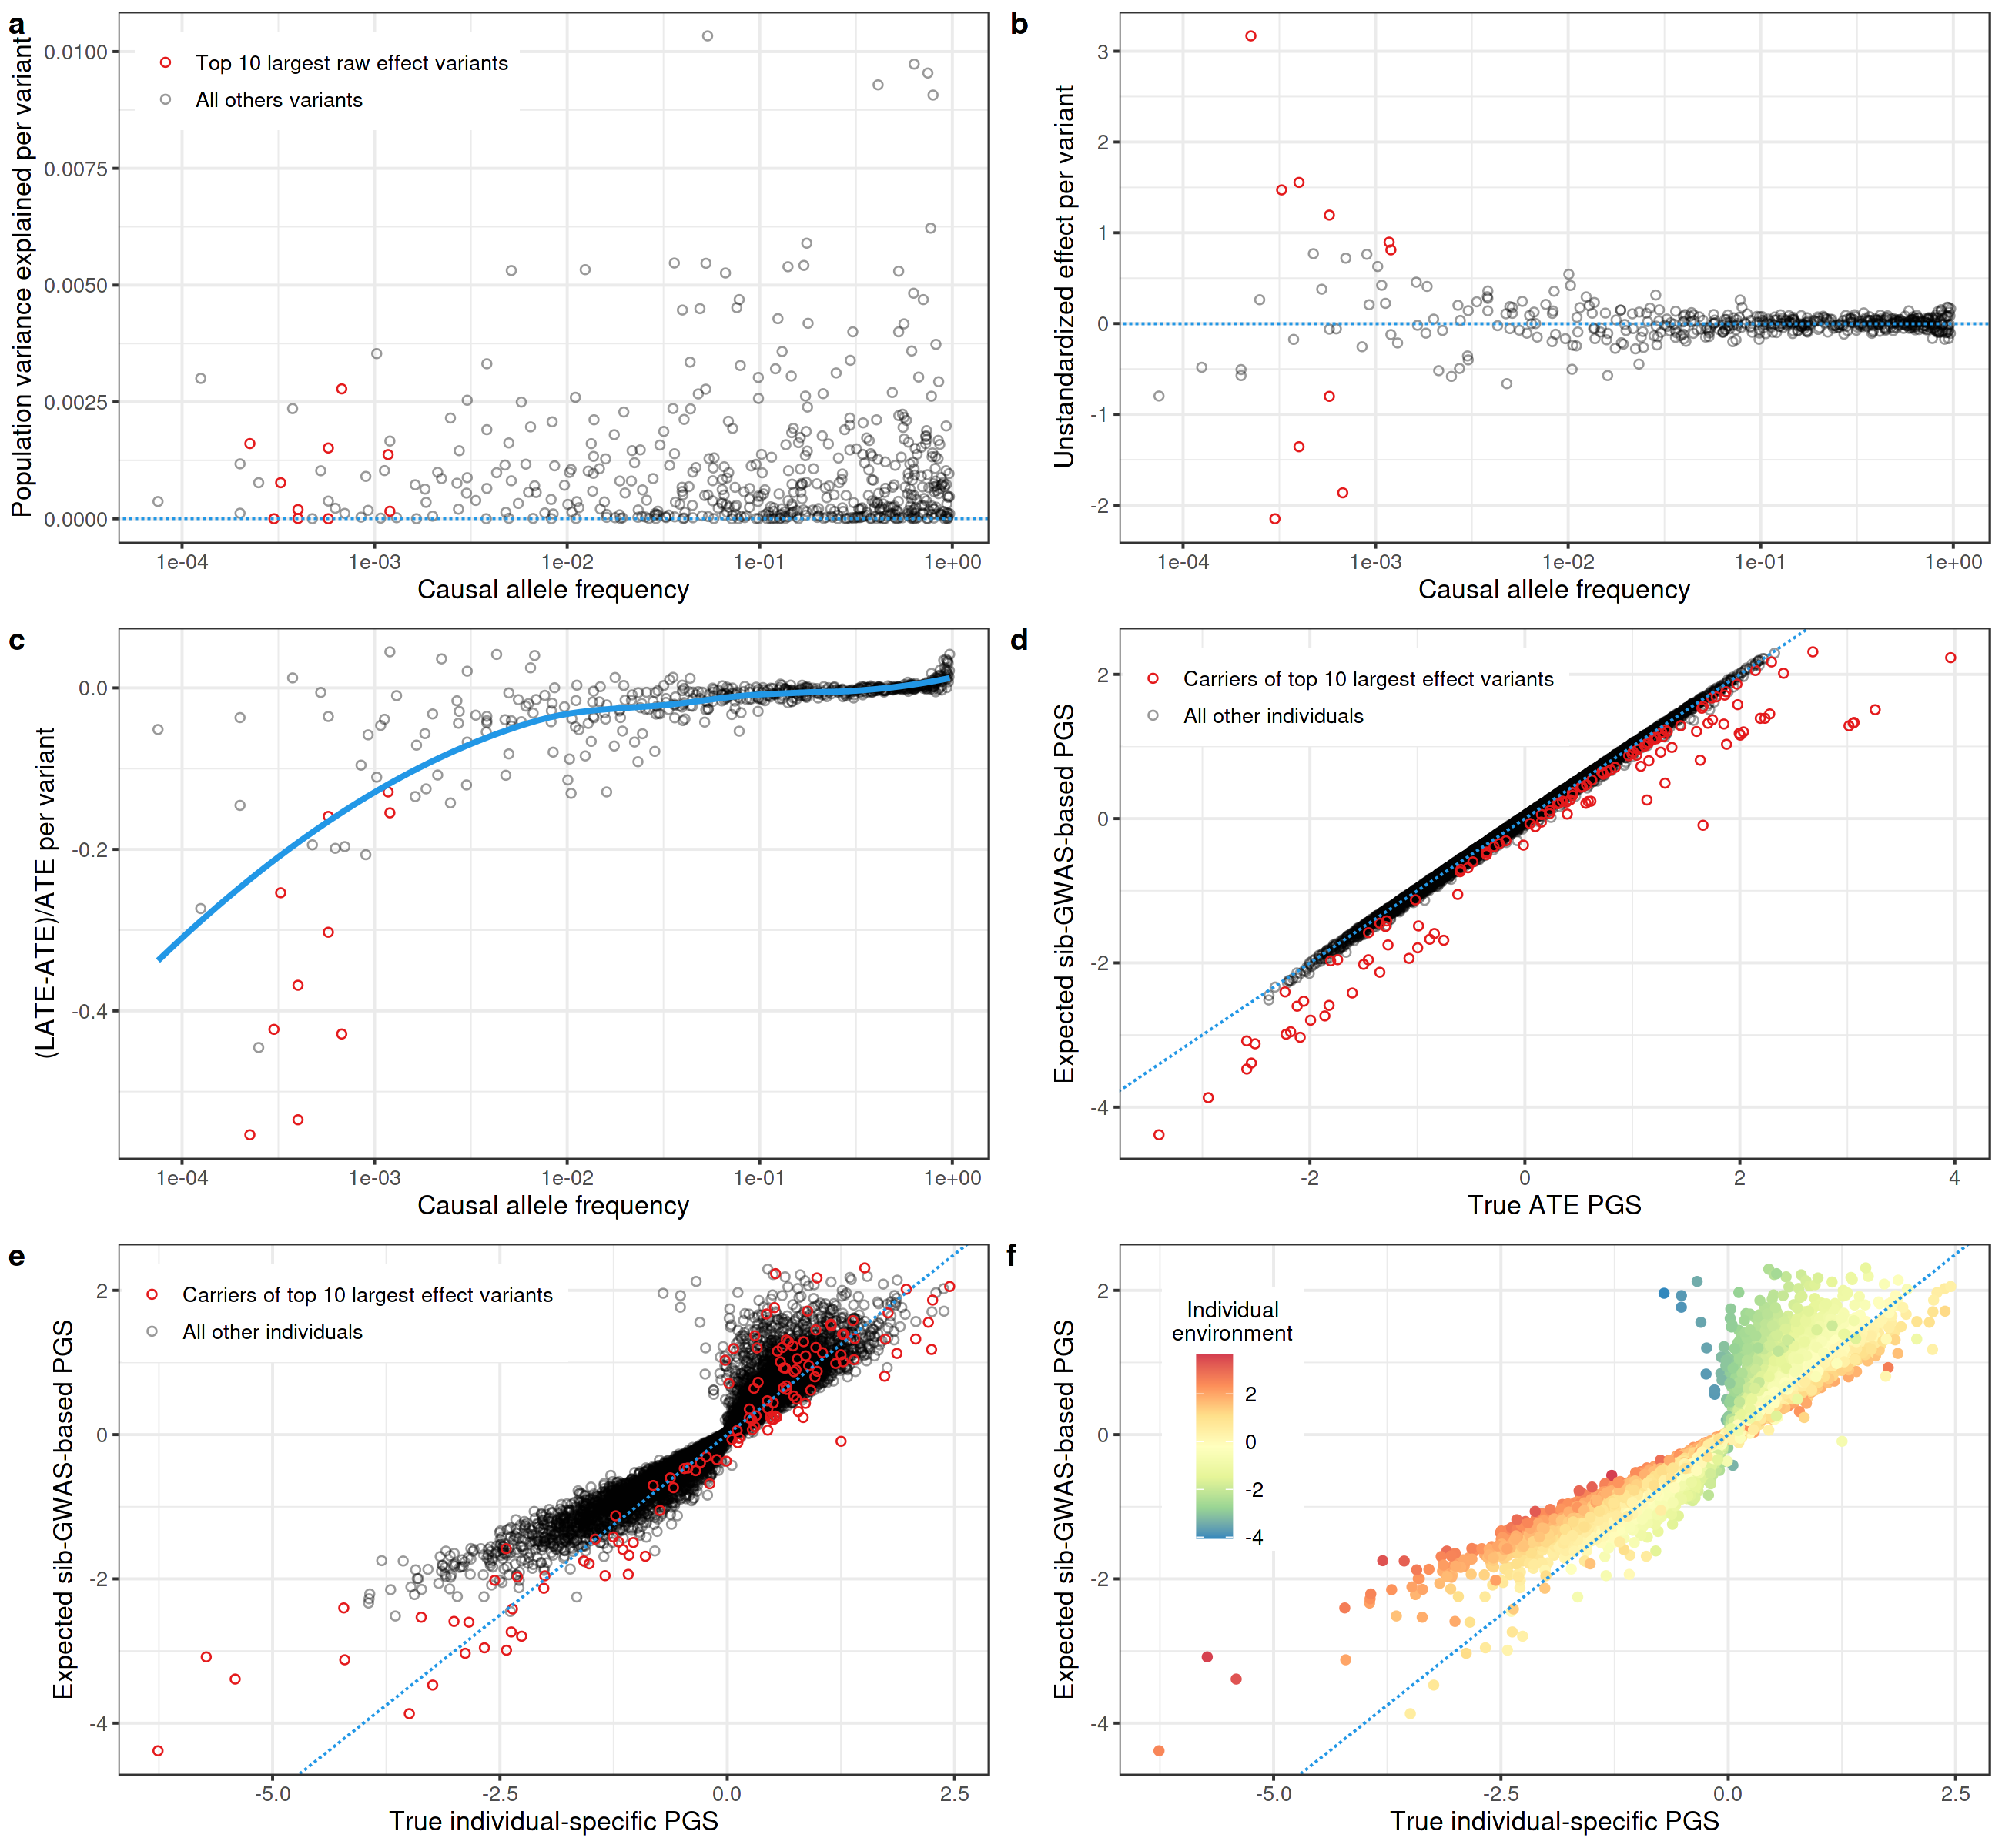 a
Population variance explained per variant
0.0100
0.0075
0.0050
0.0025
0.0000
Top 10 largest raw effect variants
All others variants
1e-04
1e-03
1e-02
1e-01
1e+00
Causal allele frequency
b
Unstandardized effect per variant
3
2
1
0
-1
-2
1e-04
1e-03
1e-02
1e-01
1e+00
Causal allele frequency
c
(LATE-ATE)/ATE per variant
0.0
-0.2
-0.4
1e-04
1e-03
1e-02
1e-01
1e+00
Causal allele frequency
d
Expected sib-GWAS-based PGS
2
0
-2
-4
Carriers of top 10 largest effect variants
All other individuals
-2
0
2
4
True ATE PGS
e
Expected sib-GWAS-based PGS
2
0
-2
-4
Carriers of top 10 largest effect variants
All other individuals
-5.0
-2.5
0.0
2.5
True individual-specific PGS
f
Expected sib-GWAS-based PGS
2
0
-2
-4
Individual
environment
2
0
-2
-4
-5.0
-2.5
0.0
2.5
True individual-specific PGS